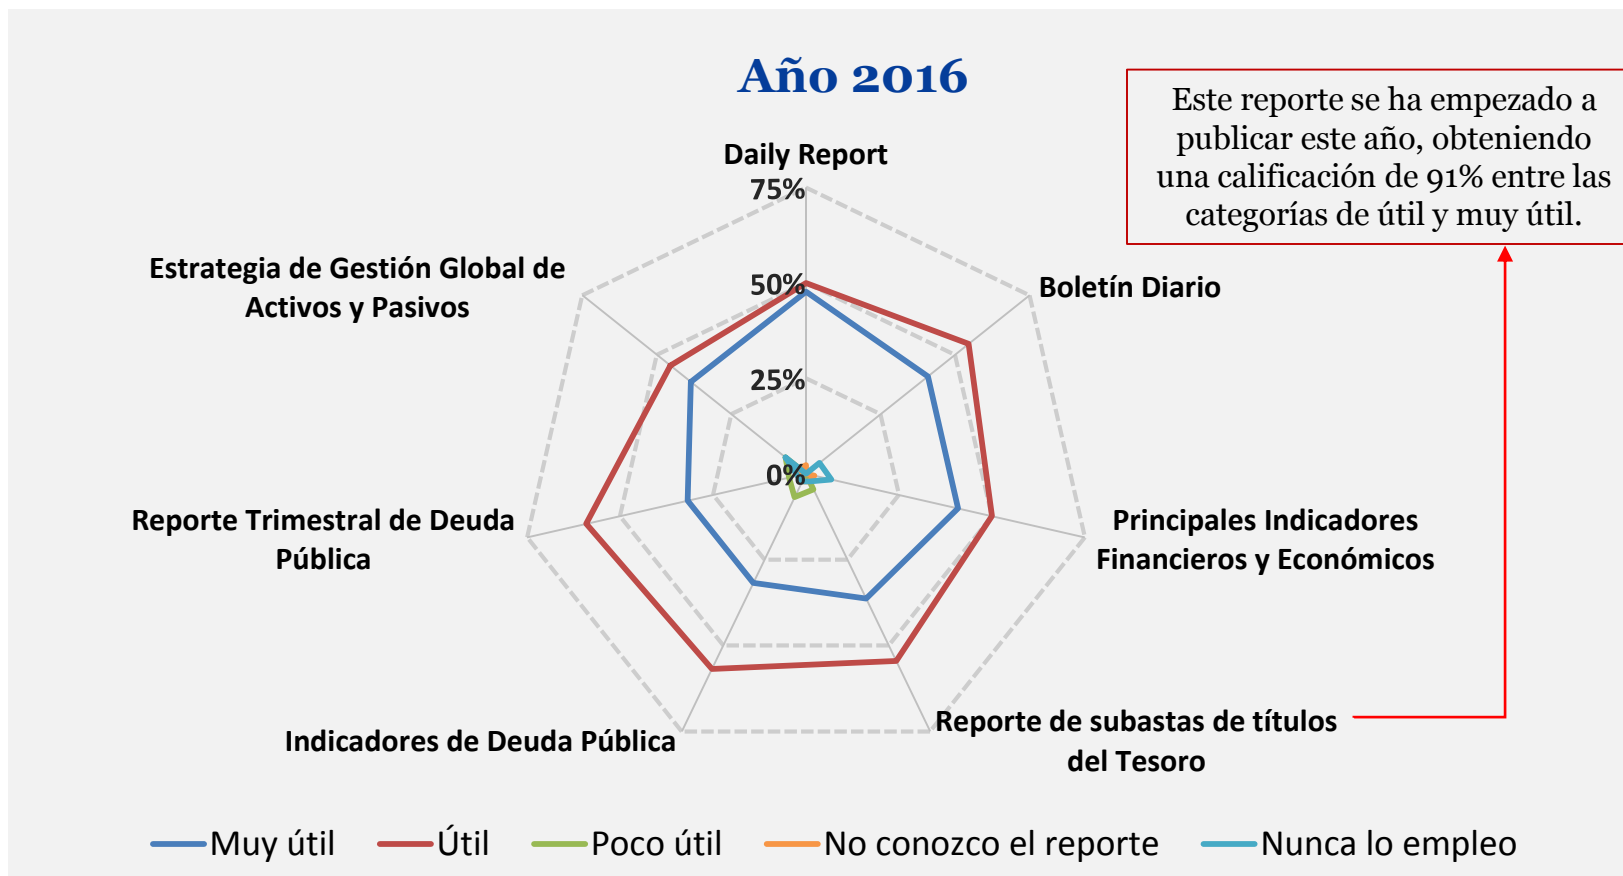 Año 2016
Este reporte se ha empezado a
publicar este año, obteniendo
una calificación de 91% entre las
categorías de útil y muy útil.
Daily Report
75%
50%
25%
0%
Boletín Diario
Principales Indicadores
Financieros y Económicos
Reporte de subastas de títulos
del Tesoro
Indicadores de Deuda Pública
Reporte Trimestral de Deuda
Pública
Estrategia de Gestión Global de
Activos y Pasivos
Muy útil
Útil
Poco útil
No conozco el reporte
Nunca lo empleo